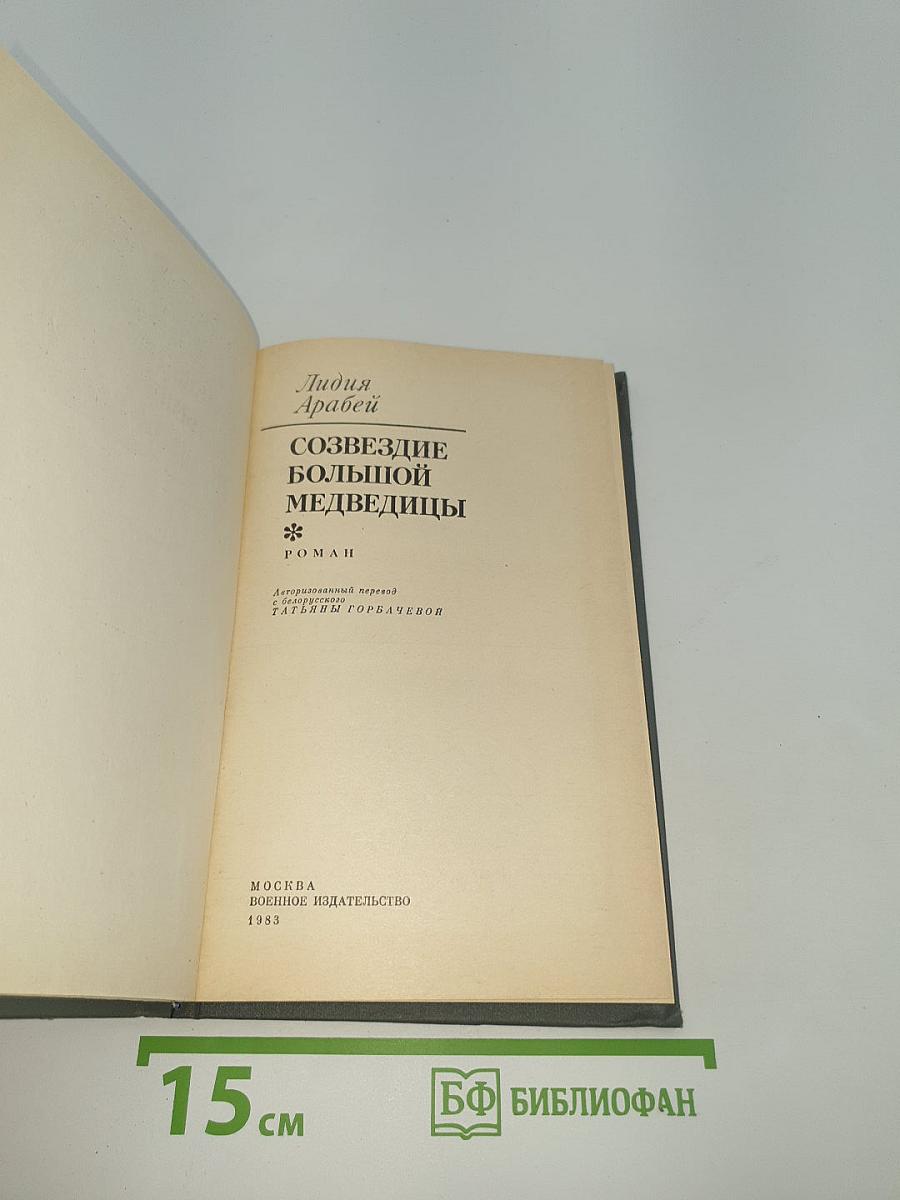 Лидия
Арабей
СОЗВЕЗДИЕ
БОЛЬШОЙ
МЕДВЕДИЦЫ
*
РОМАН
Авторизованный перевод
с белорусского
ТАТЬЯНЫ ГОРБАЧЕВОЙ
МОСКВА
ВОЕННОЕ ИЗДАТЕЛЬСТВО
1983
15 см
БФ БИБЛИОФАН